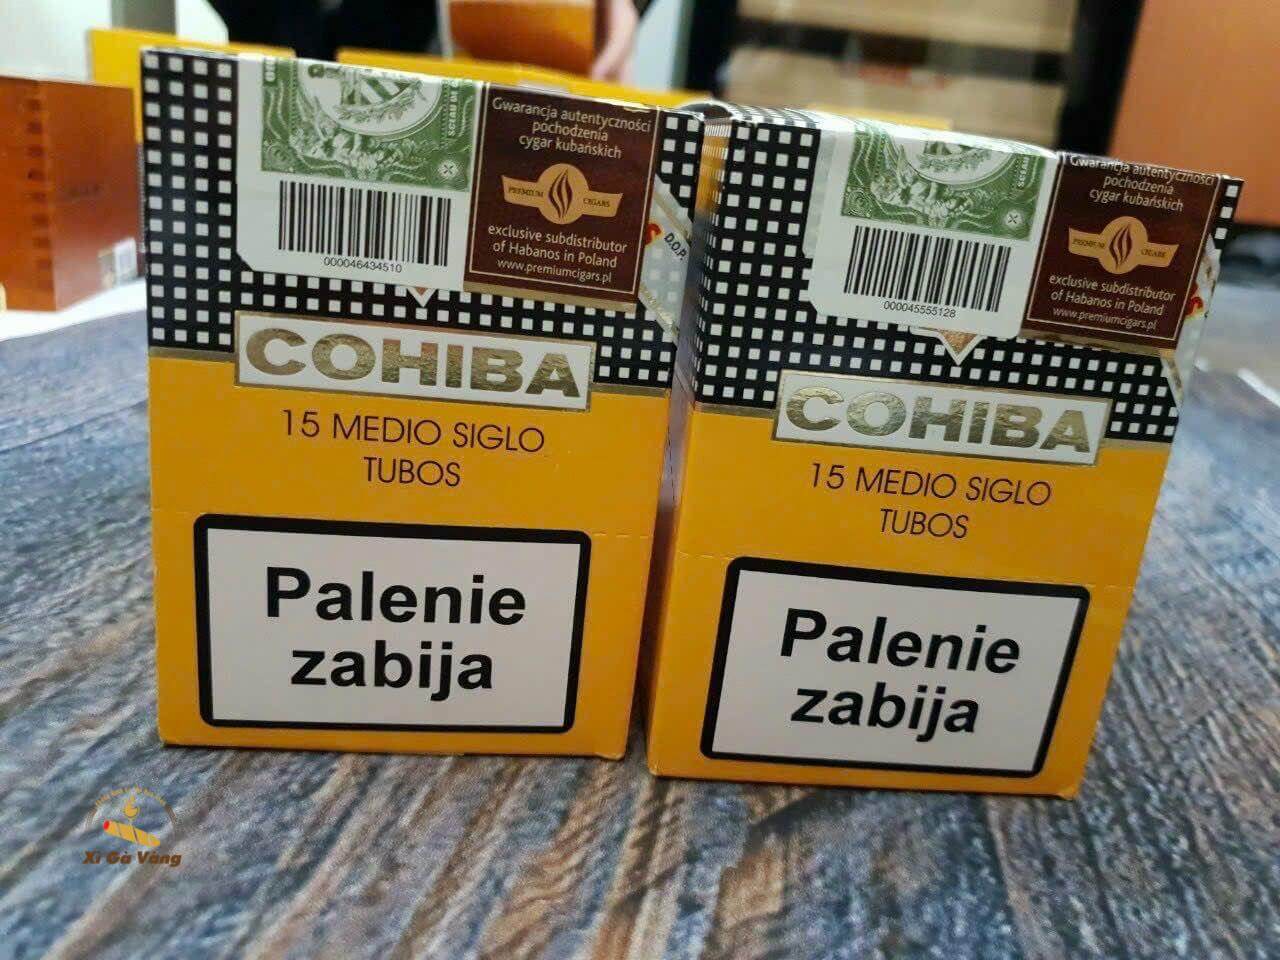 SCEAU DE G
000046434510
Gwarancja autentyczności
pochodzenia
cygar kubańskich
PREMIUM CIGARS
exclusive subdistributor
of Habanos in Poland
www.premiumcigars.pl
D.O.P.
COHIBA
15 MEDIO SIGLO
TUBOS
Palenie
zabija
000045555128
Gwarancja autentyczności
pochodzenia
cygar kubańskich
PREMIUM CIGARS
exclusive subdistributor
of Habanos in Poland
www.premiumcigars.pl
COHIBA
15 MEDIO SIGLO
TUBOS
Palenie
zabija
Xì Gà Vàng